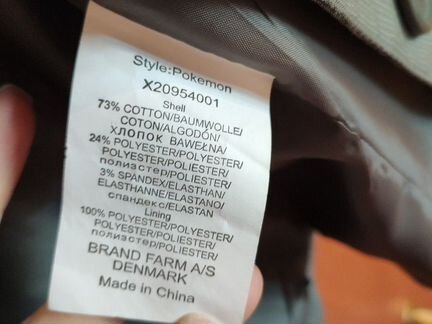 Style:Pokemon
X20954001
Shell
73% COTTON/BAUMWOLLE/
COTON/ALGODÓN/
ХЛОПОК BAWEŁNA/
24% POLYESTER/POLYESTER/
POLYESTER/POLIESTER/
полиэстер/POLIESTER/
3% SPANDEX/ELASTHAN/
ELASTHANNE/ELASTANO/
спандекс/ELASTAN
Lining
100% POLYESTER/POLYESTER/
POLYESTER/POLIESTER/
полиэстер/POLIESTER/
BRAND FARM A/S
DENMARK
Made in China